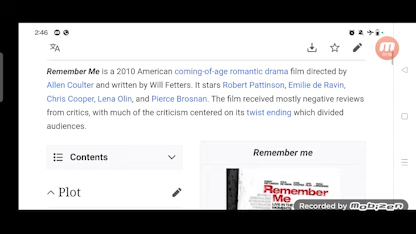 2:46
Remember Me is a 2010 American coming-of-age romantic drama film directed by
Allen Coulter and written by Will Fetters. It stars Robert Pattinson, Emilie de Ravin,
Chris Cooper, Lena Olin, and Pierce Brosnan. The film received mostly negative reviews
from critics, with much of the criticism centered on its twist ending which divided
audiences.
Contents
Remember me
Plot
Remember
Me
Recorded by Mobizen